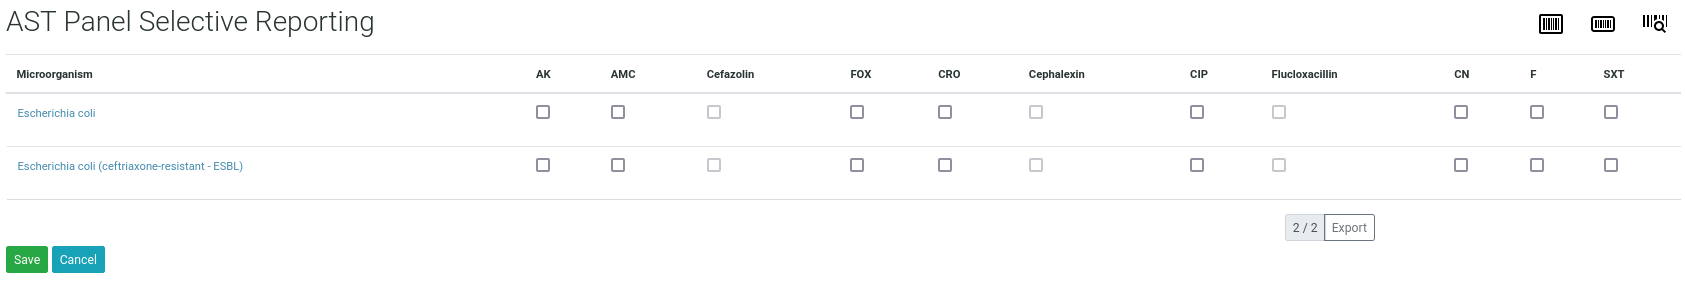 AST Panel Selective Reporting
Microorganism AK AMC Cefazolin FOX CRO Cephalexin CIP Flucloxacillin CN F SXT
Escherichia coli
Escherichia coli (ceftriaxone-resistant - ESBL)
2 / 2 Export
Save Cancel